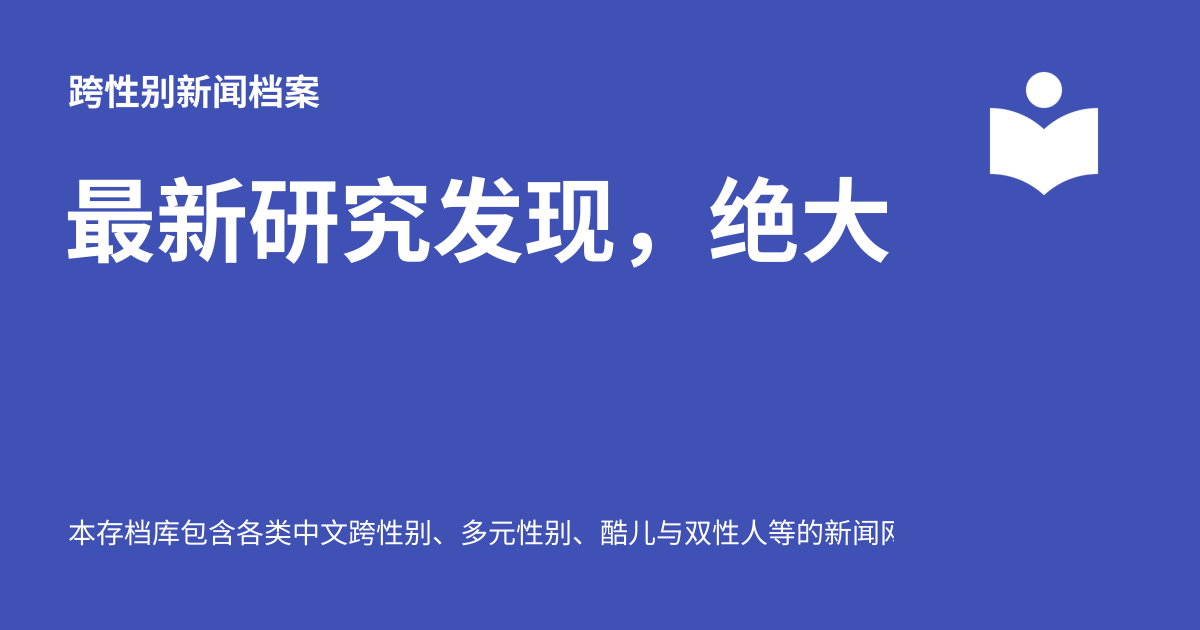 跨性别新闻档案
最新研究发现，绝大
本存档库包含各类中文跨性别、多元性别、酷儿与双性人等的新闻